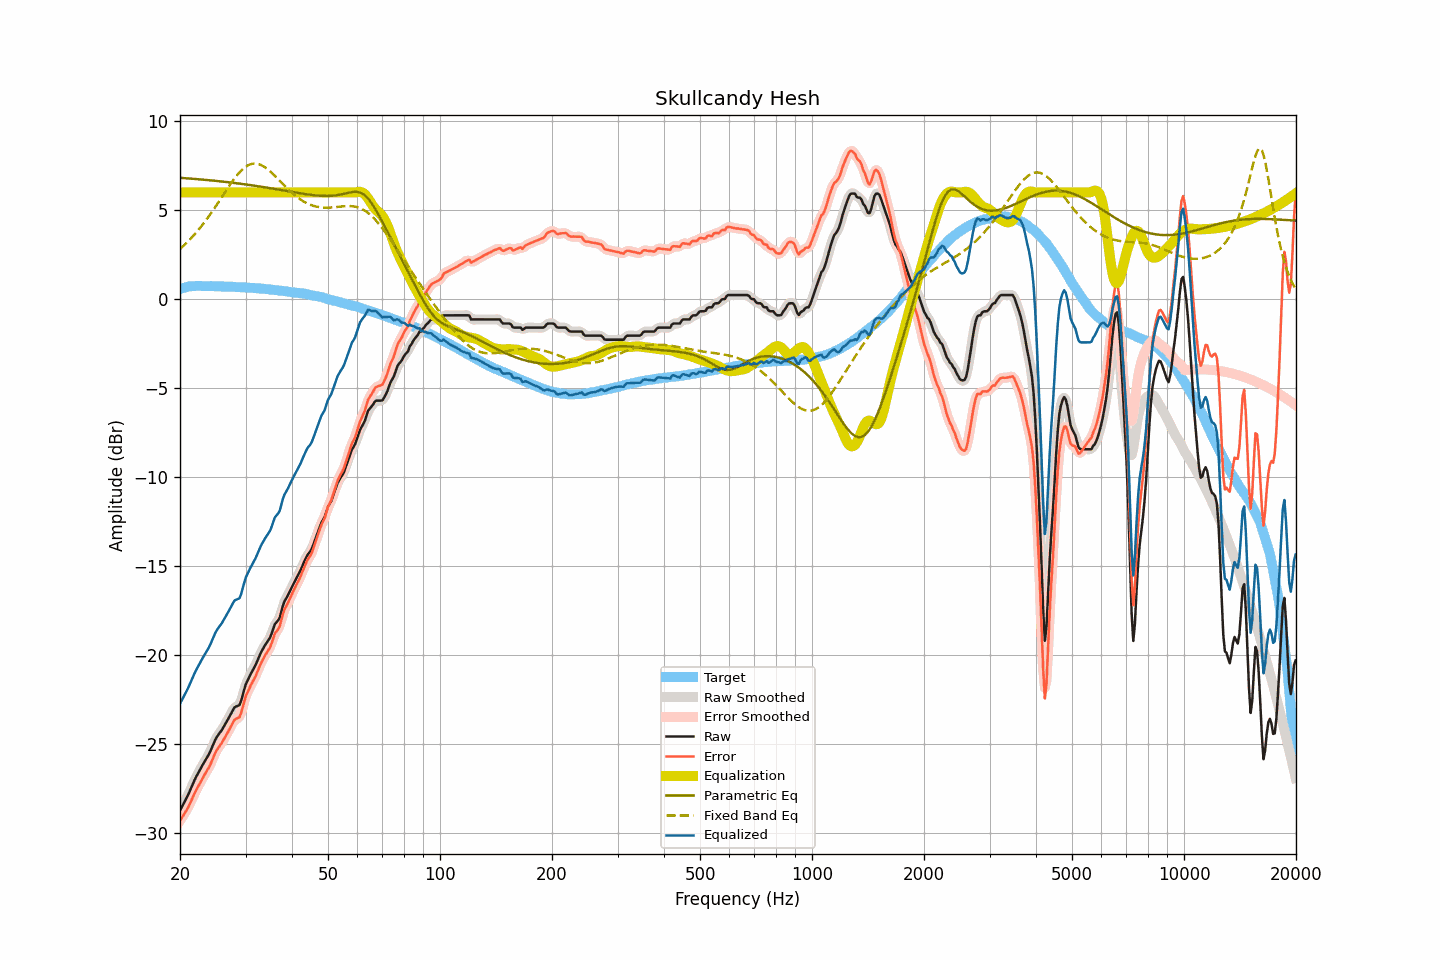 Skullcandy Hesh
10
5
0
−5
−10
−15
−20
−25
−30
Amplitude (dBr)
Target
Raw Smoothed
Error Smoothed
Raw
Error
Equalization
Parametric Eq
Fixed Band Eq
Equalized
20 50 100 200 500 1000 2000 5000 10000 20000
Frequency (Hz)